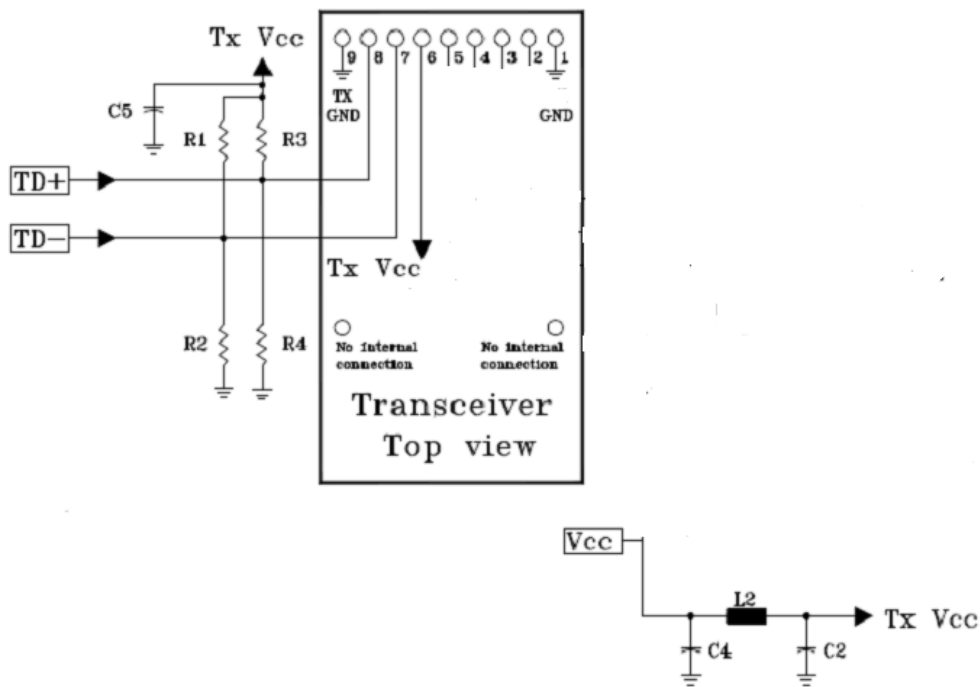 Tx Vcc
9 8 7 6 5 4 3 2 1
TX
GND
GND
C5
R1
R3
TD+
TD-
Tx Vcc
R2
R4
No internal
connection
No internal
connection
Transceiver
Top view
Vcc
L2
Tx Vcc
C4
C2